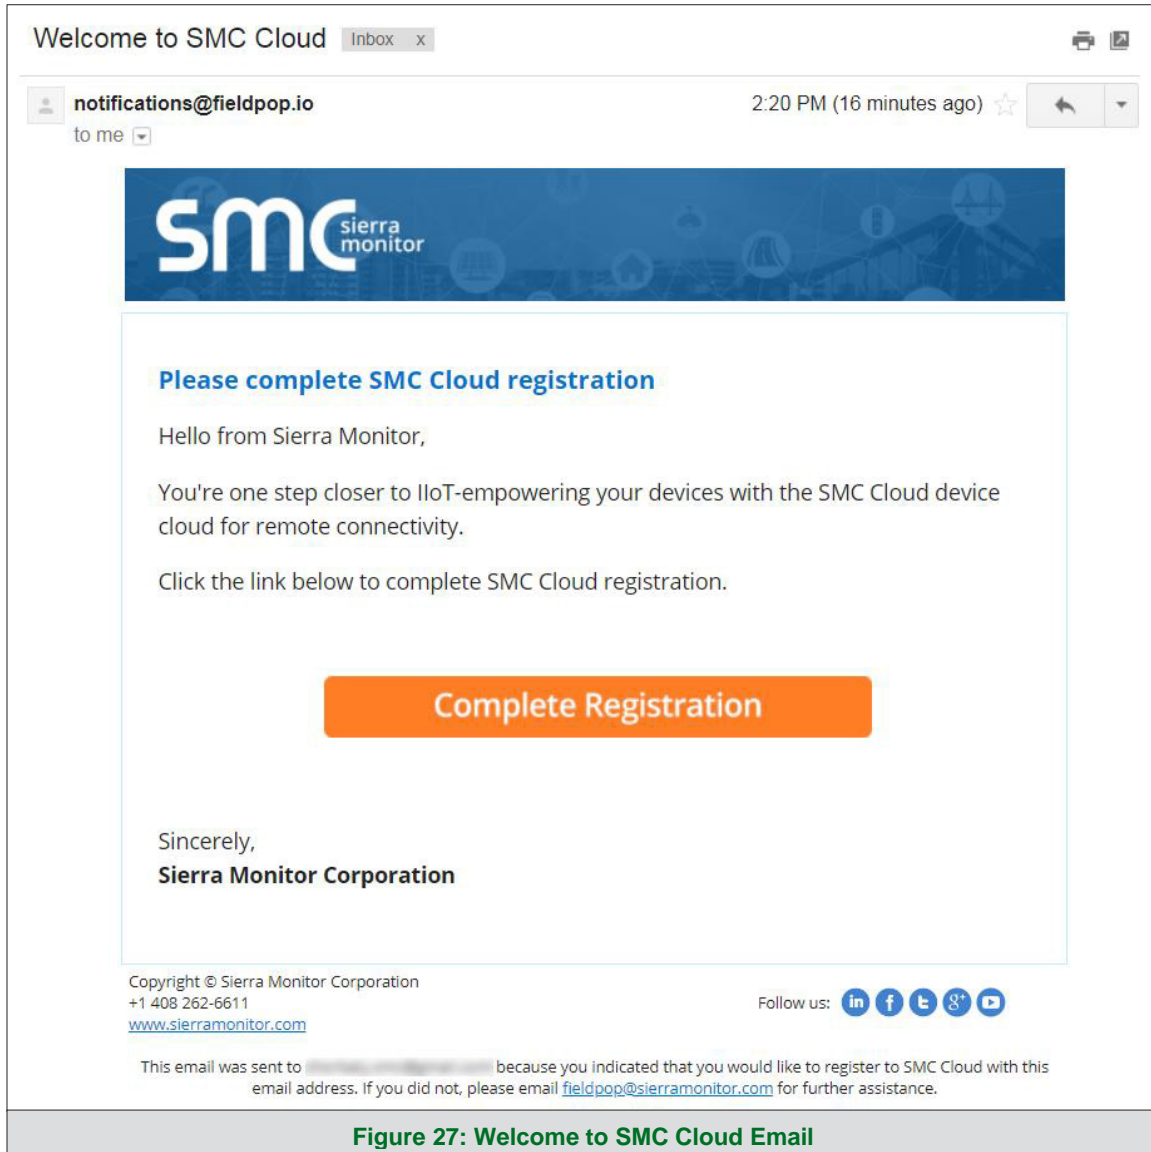 Welcome to SMC Cloud Inbox x
notifications@fieldpop.io 2:20 PM (16 minutes ago)
to me
smc sierra
monitor
Please complete SMC Cloud registration
Hello from Sierra Monitor,
You're one step closer to IIoT-empowering your devices with the SMC Cloud device
cloud for remote connectivity.
Click the link below to complete SMC Cloud registration.
Complete Registration
Sincerely,
Sierra Monitor Corporation
Copyright © Sierra Monitor Corporation
+1 408 262-6611
www.sierramonitor.com
Follow us: in f t g+
This email was sent to because you indicated that you would like to register to SMC Cloud with this
email address. If you did not, please email fieldpop@sierramonitor.com for further assistance.
Figure 27: Welcome to SMC Cloud Email